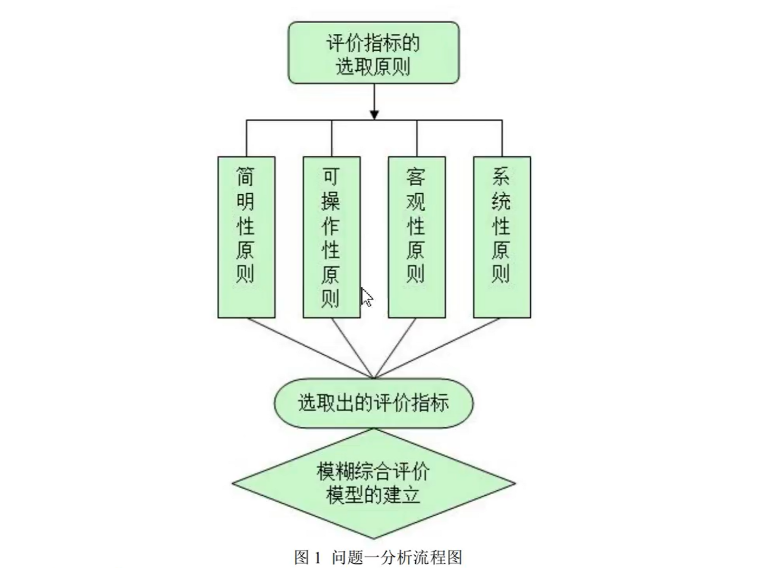 评价指标的
选取原则
简明性原则
可操作性原则
客观性原则
系统性原则
选取出的评价指标
模糊综合评价
模型的建立
图 1 问题一分析流程图